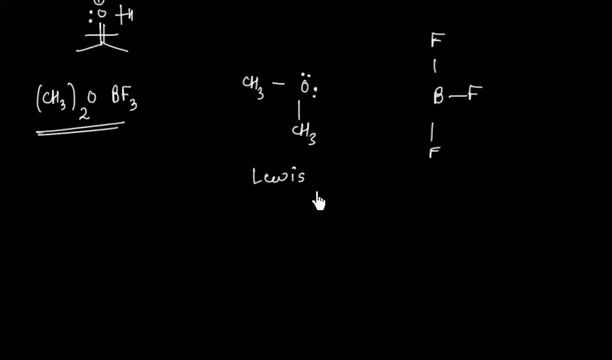 :O + H
(CH3)2O BF3
CH3 - O:
CH3
Lewis
F
B - F
F